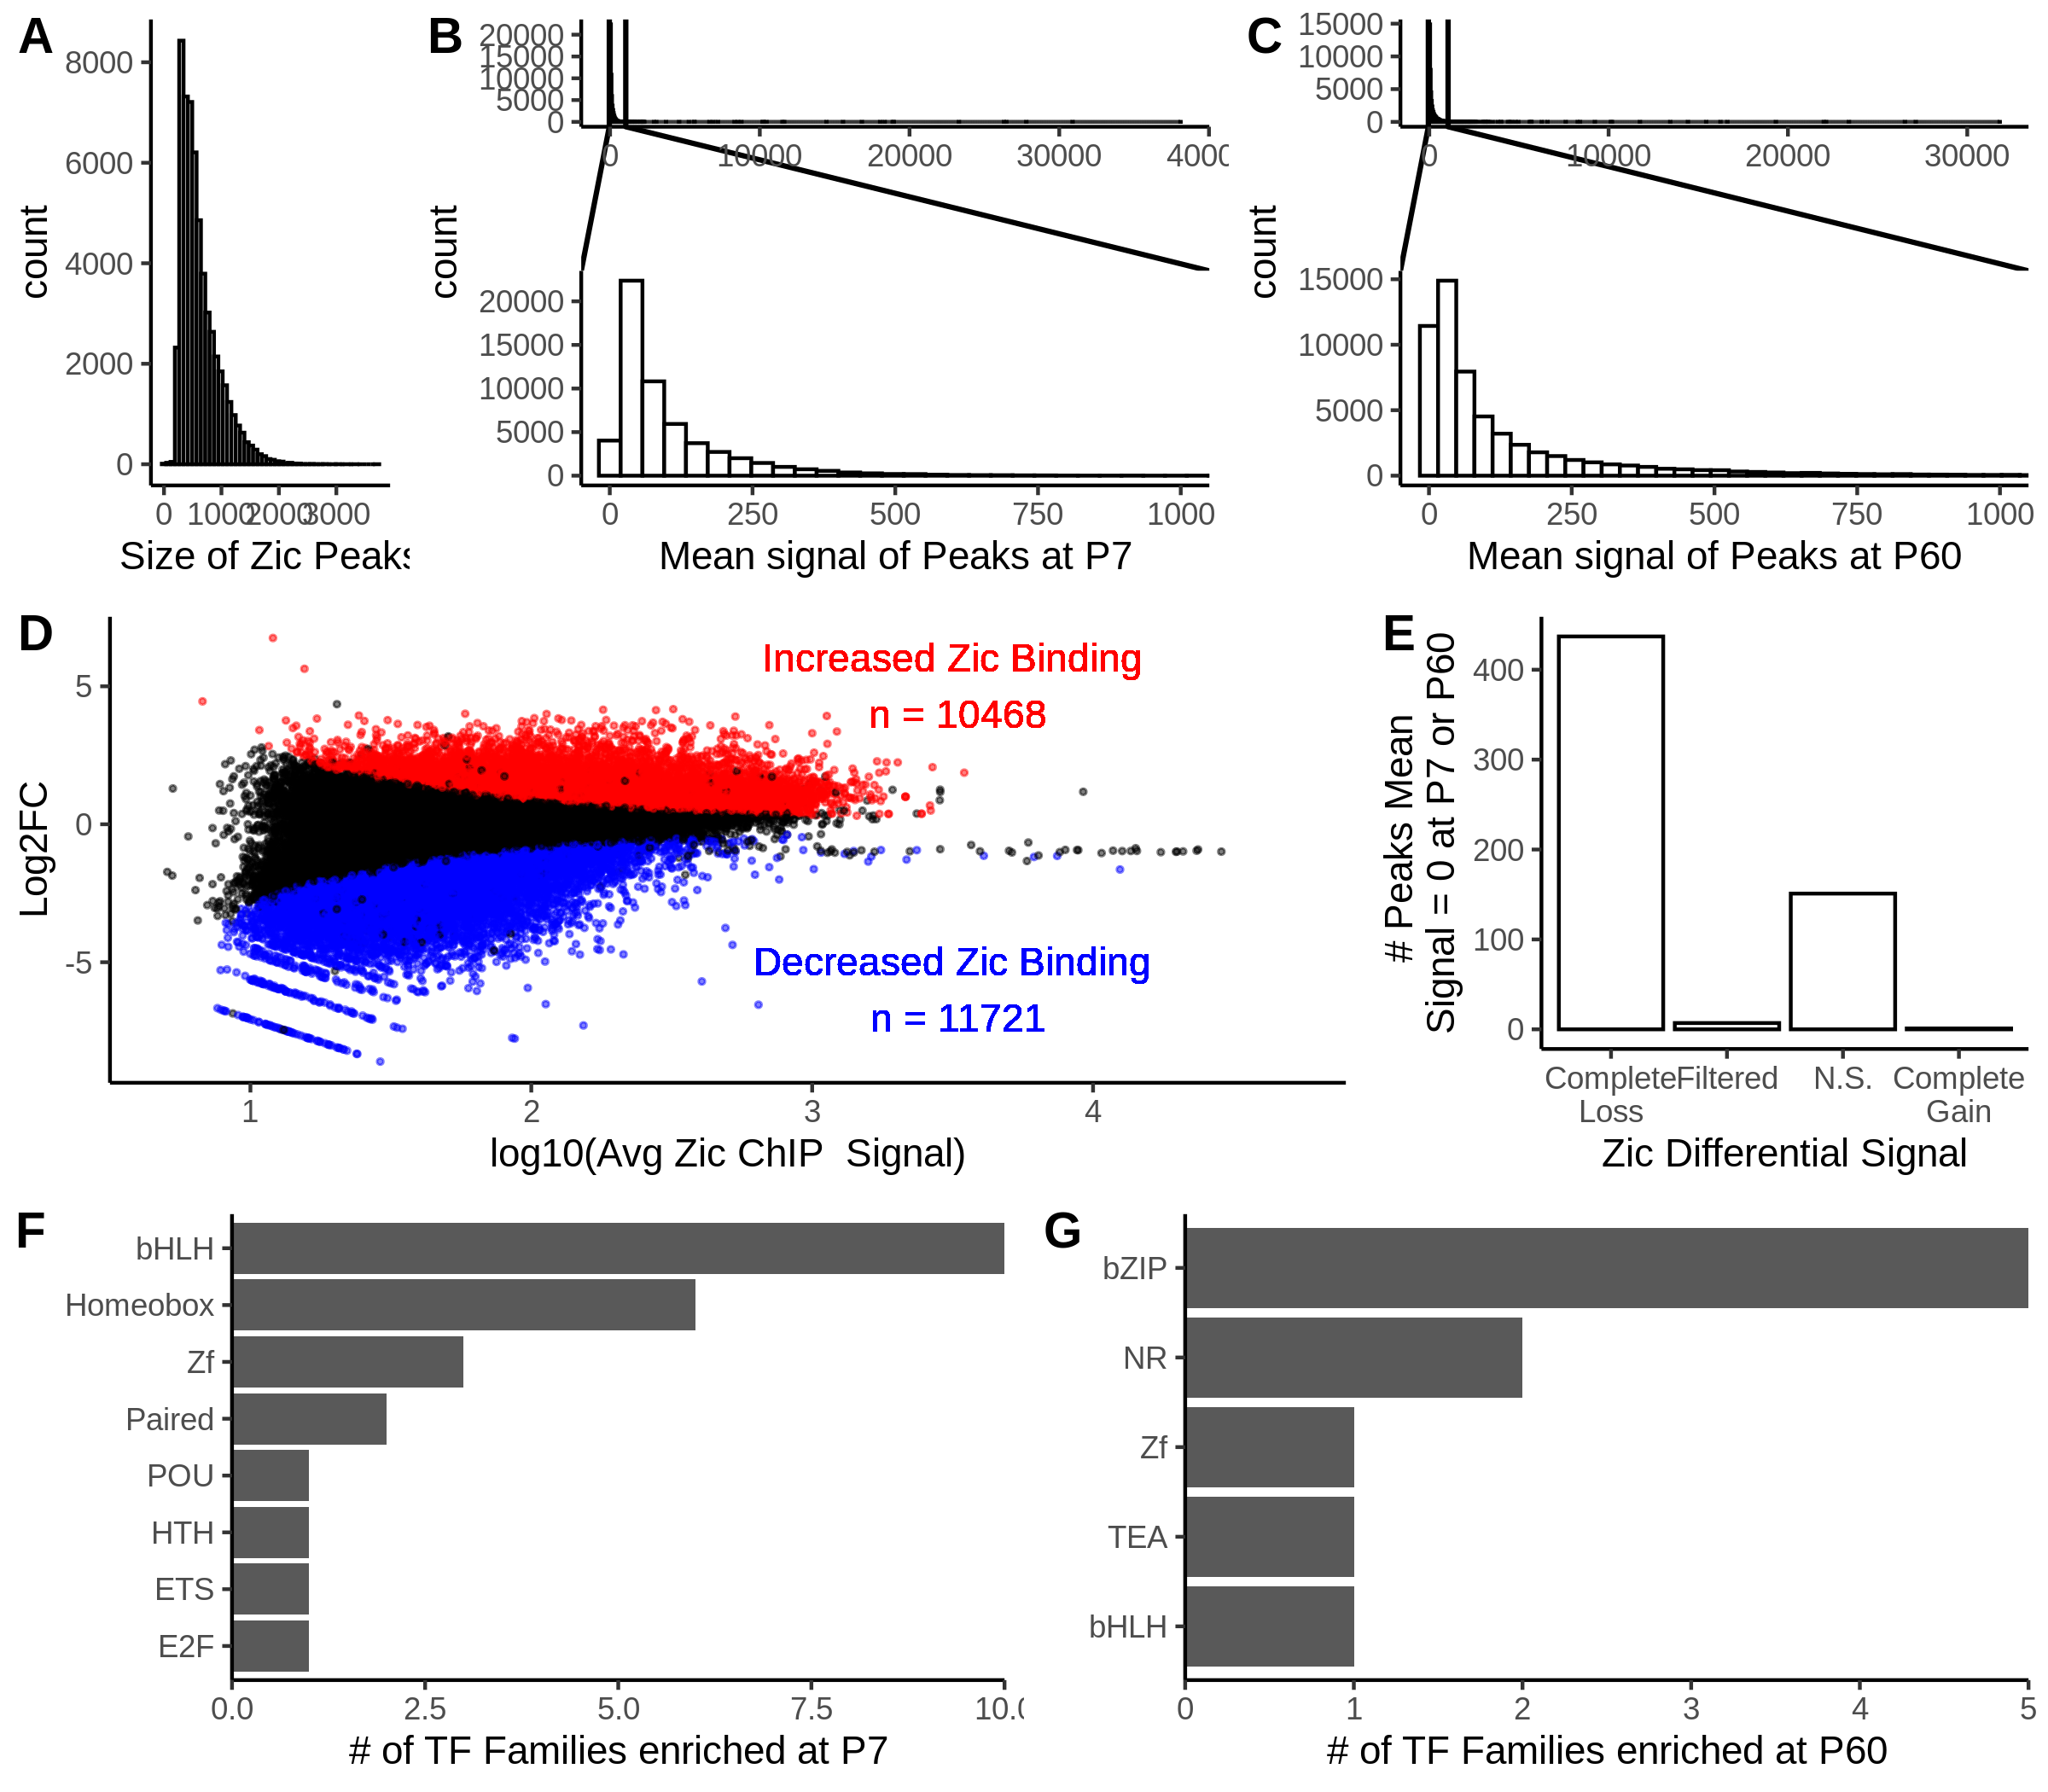 A
8000
6000
4000
2000
0
count
0 1000 2000 3000
Size of Zic Peaks
B
20000
15000
10000
5000
0
0 10000 20000 30000 4000
count
20000
15000
10000
5000
0
0 250 500 750 1000
Mean signal of Peaks at P7
C
15000
10000
5000
0
0 10000 20000 30000
count
15000
10000
5000
0
0 250 500 750 1000
Mean signal of Peaks at P60
D
5
0
-5
Log2FC
Increased Zic Binding
n = 10468
Decreased Zic Binding
n = 11721
1 2 3 4
log10(Avg Zic ChIP  Signal)
E
# Peaks Mean
Signal = 0 at P7 or P60
400
300
200
100
0
Complete Loss
Filtered
N.S.
Complete Gain
Zic Differential Signal
F
bHLH
Homeobox
Zf
Paired
POU
HTH
ETS
E2F
0.0 2.5 5.0 7.5 10.0
# of TF Families enriched at P7
G
bZIP
NR
Zf
TEA
bHLH
0 1 2 3 4 5
# of TF Families enriched at P60